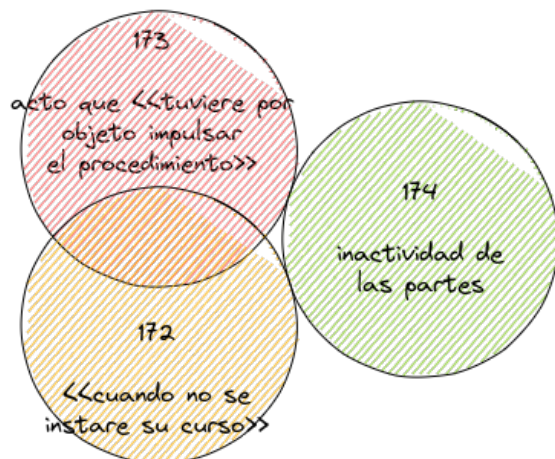 173
acto que <<tuviere por
objeto impulsar
el procedimiento>>
174
inactividad de
las partes
172
<<cuando no se
instare su curso>>